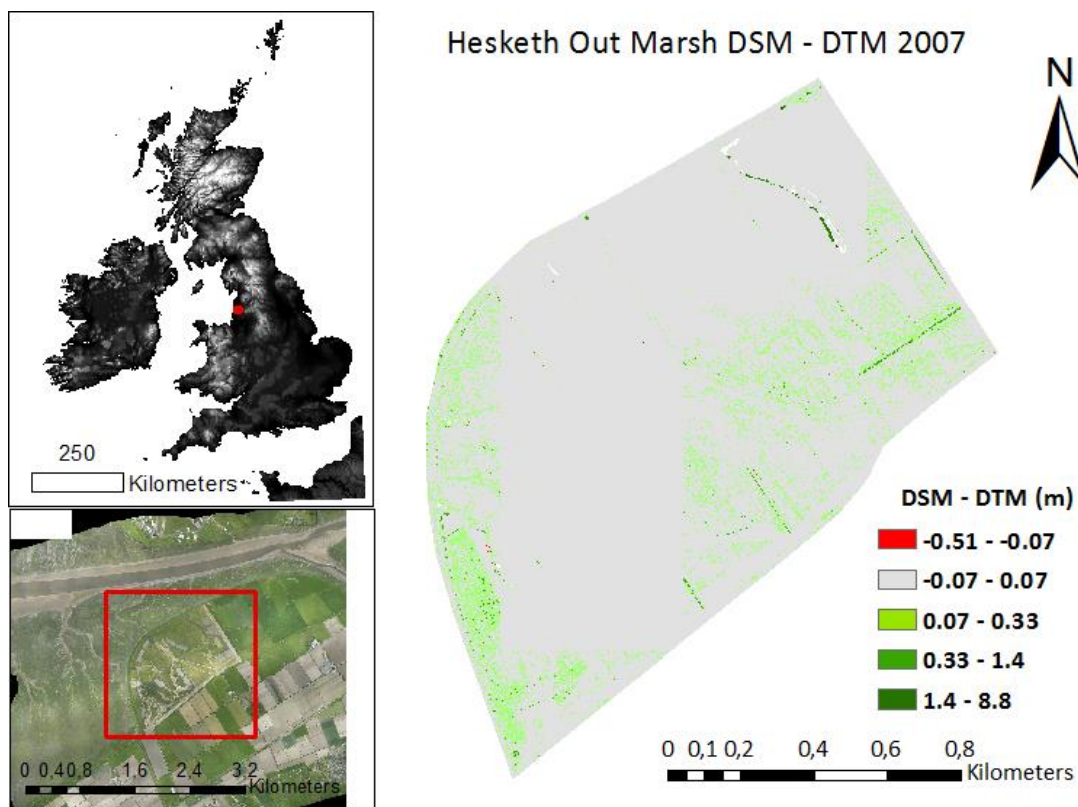 Hesketh Out Marsh DSM - DTM 2007
N
250
Kilometers
0 0.40.8 1.6 2.4 3.2
Kilometers
DSM - DTM (m)
-0.51 - -0.07
-0.07 - 0.07
0.07 - 0.33
0.33 - 1.4
1.4 - 8.8
0 0,1 0,2 0,4 0,6 0,8
Kilometers